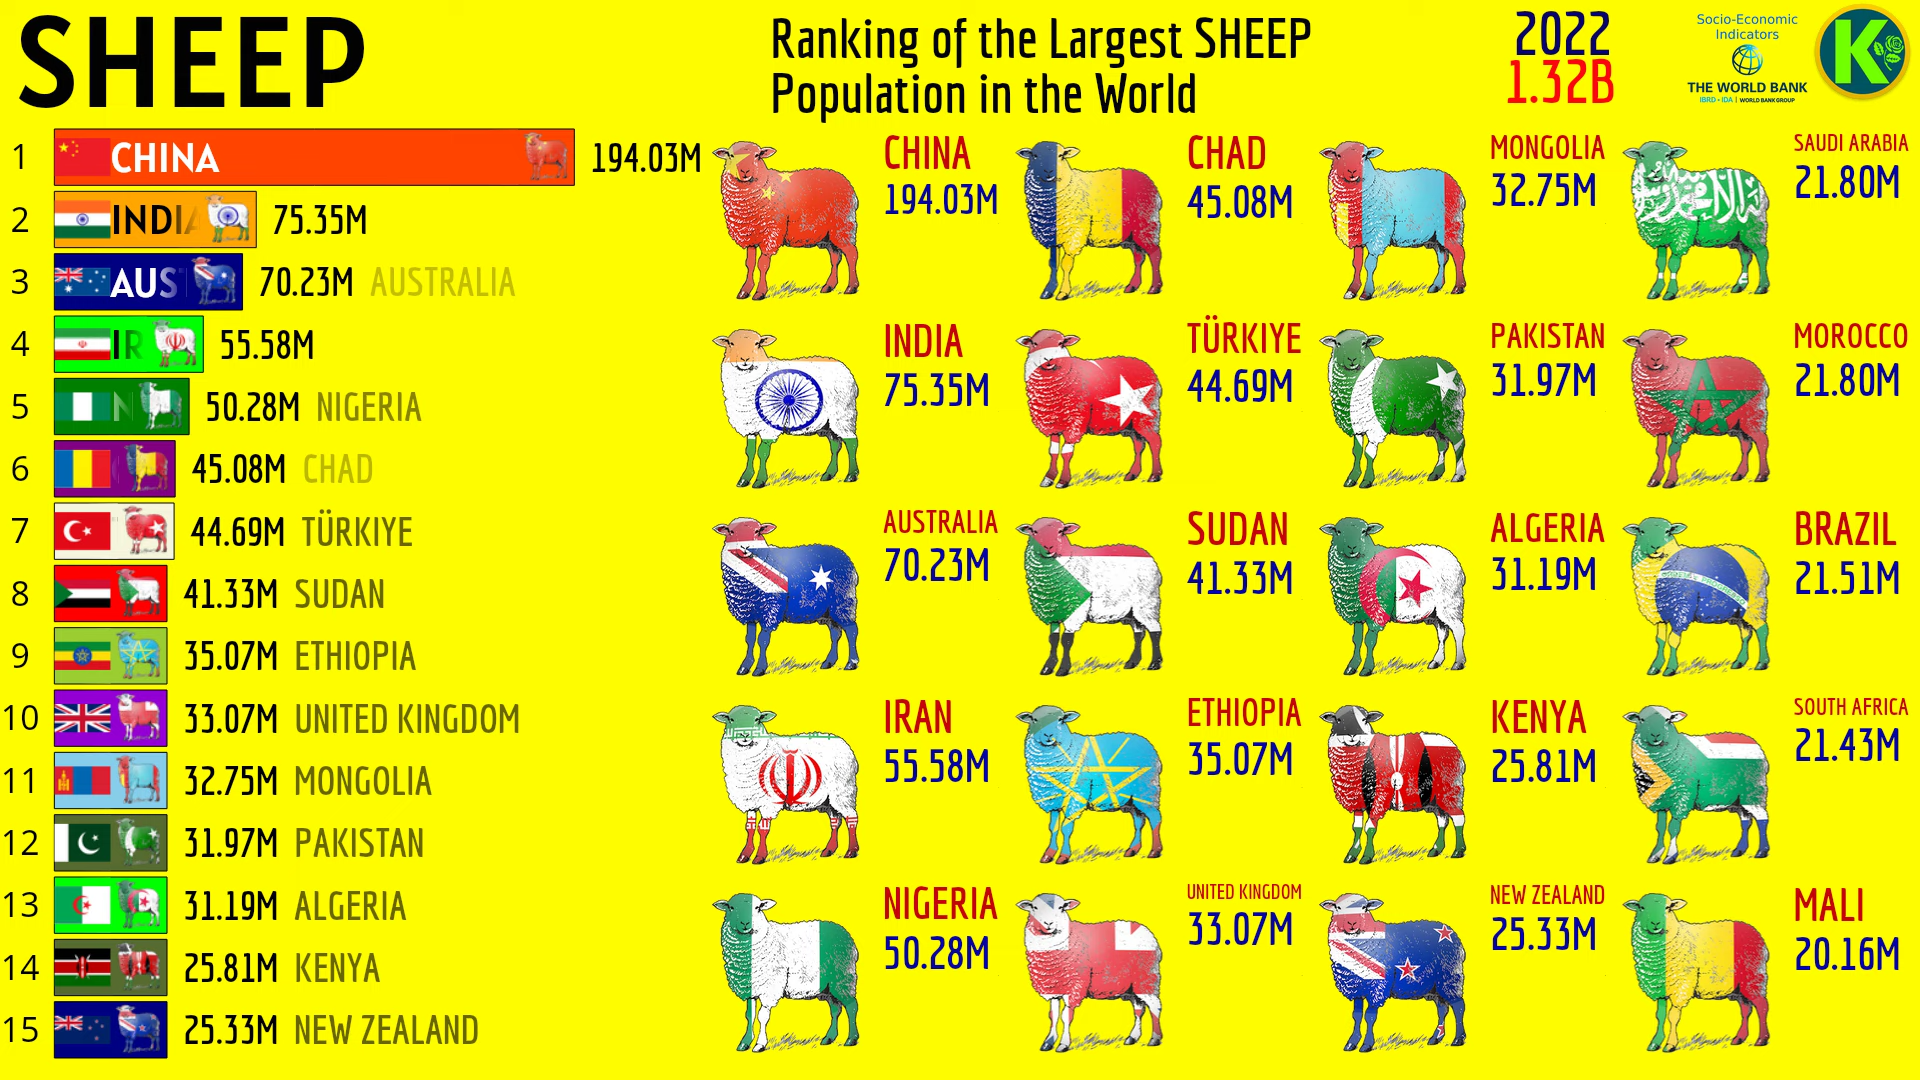 SHEEP
Ranking of the Largest SHEEP
Population in the World
2022
1.32B
Socio-Economic
Indicators
THE WORLD BANK
IBRD • IDA | WORLD BANK GROUP
K
1 CHINA 194.03M
2 INDIA 75.35M
3 AUS 70.23M AUSTRALIA
4 IR 55.58M
5 N 50.28M NIGERIA
6 45.08M CHAD
7 44.69M TÜRKIYE
8 41.33M SUDAN
9 35.07M ETHIOPIA
10 33.07M UNITED KINGDOM
11 32.75M MONGOLIA
12 31.97M PAKISTAN
13 31.19M ALGERIA
14 25.81M KENYA
15 25.33M NEW ZEALAND
CHINA
194.03M
INDIA
75.35M
AUSTRALIA
70.23M
IRAN
55.58M
NIGERIA
50.28M
CHAD
45.08M
TÜRKIYE
44.69M
SUDAN
41.33M
ETHIOPIA
35.07M
UNITED KINGDOM
33.07M
MONGOLIA
32.75M
PAKISTAN
31.97M
ALGERIA
31.19M
KENYA
25.81M
NEW ZEALAND
25.33M
SAUDI ARABIA
21.80M
MOROCCO
21.80M
BRAZIL
21.51M
SOUTH AFRICA
21.43M
MALI
20.16M